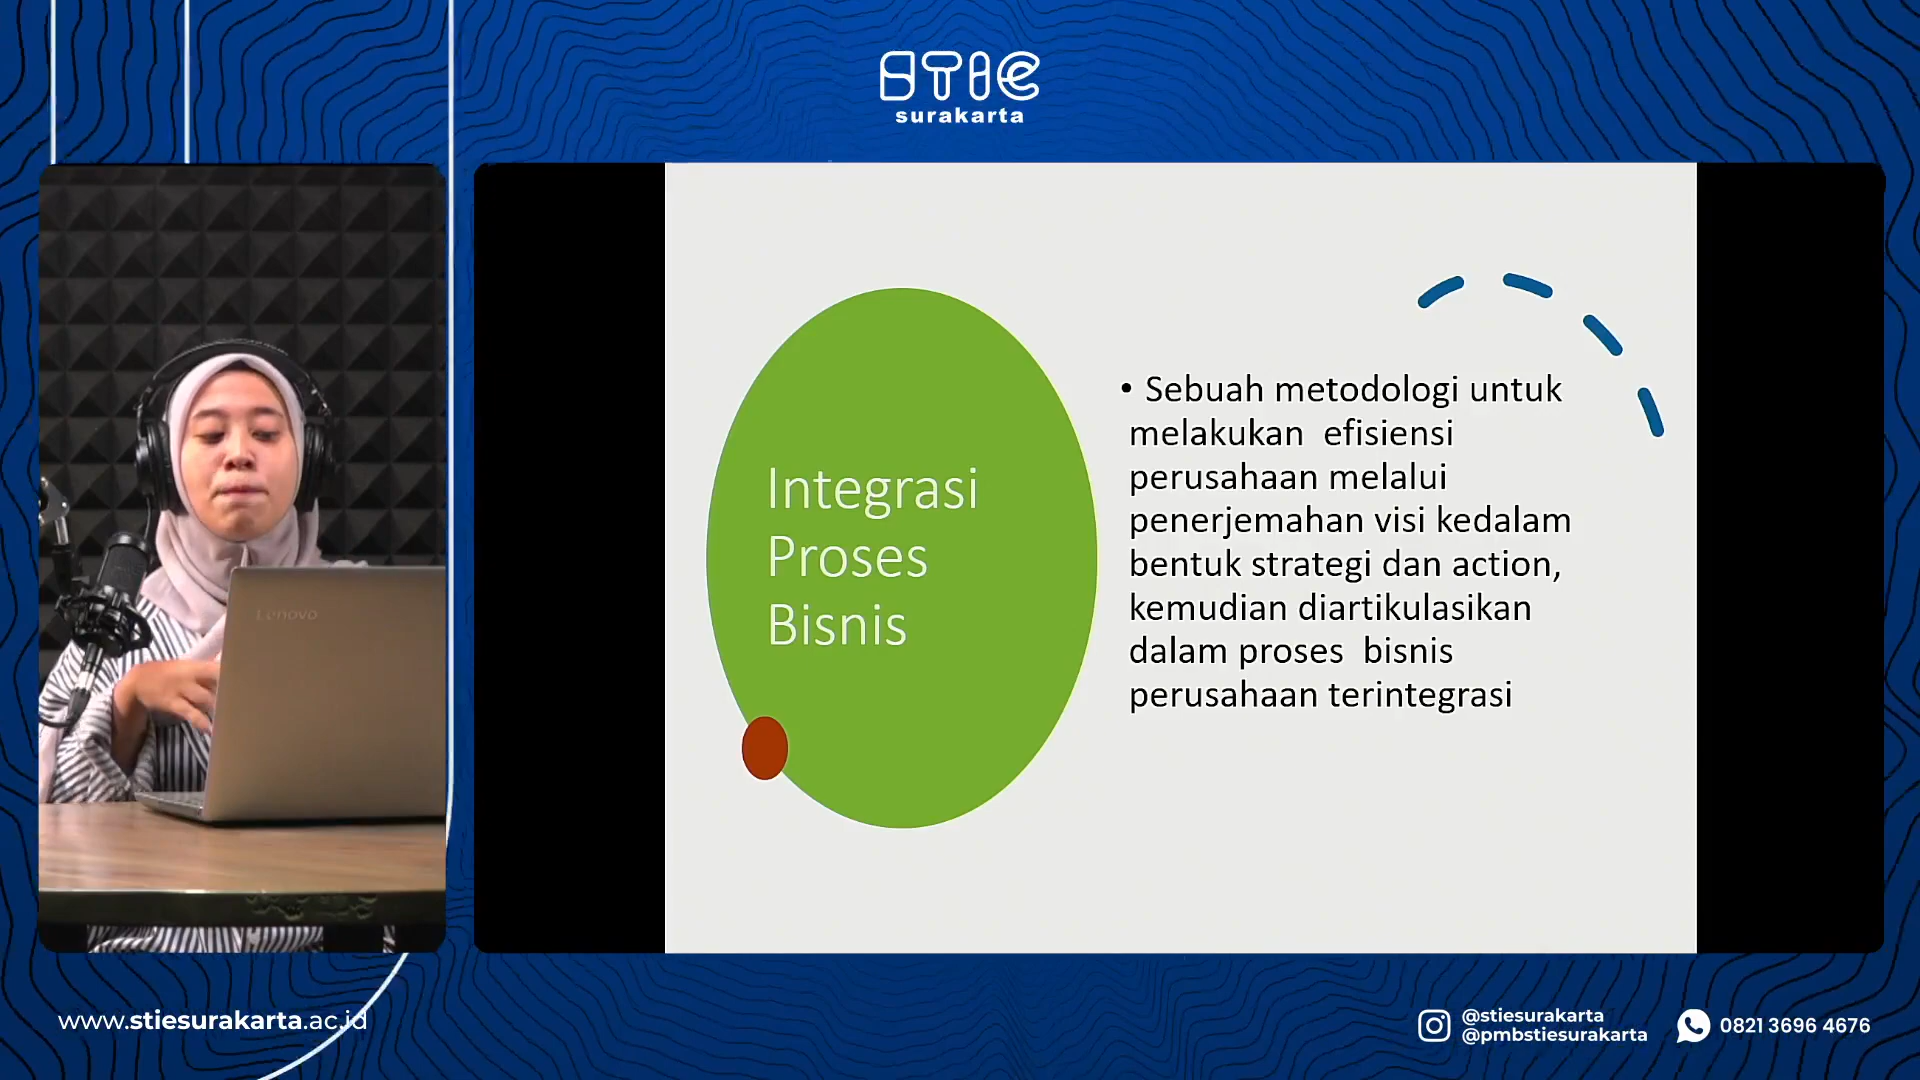 STIE
surakarta
Lenovo
Integrasi
Proses
Bisnis
• Sebuah metodologi untuk
melakukan efisiensi
perusahaan melalui
penerjemahan visi kedalam
bentuk strategi dan action,
kemudian diartikulasikan
dalam proses bisnis
perusahaan terintegrasi
www.stiesurakarta.ac.id
@stiesurakarta
@pmbstiesurakarta
0821 3696 4676